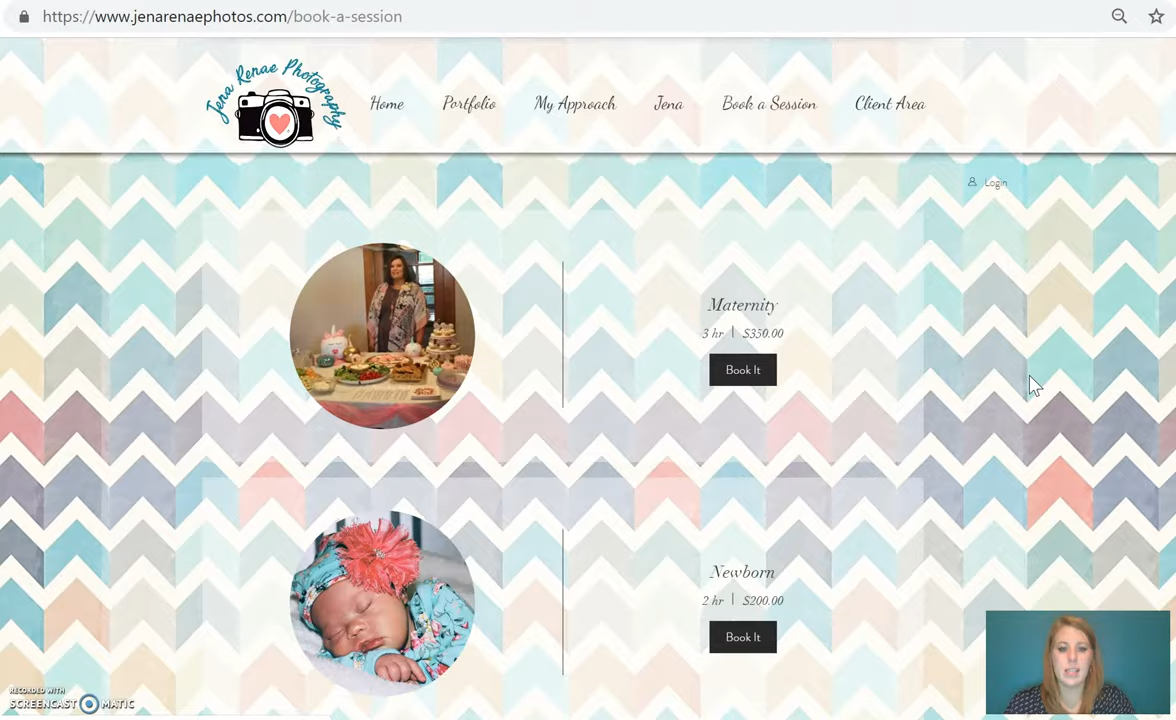 https://www.jenarenaephotos.com/book-a-session
Jena Renae Photography
Home Portfolio My Approach Jena Book a Session Client Area
Login
Maternity
3 hr | $350.00
Book It
Newborn
2 hr | $200.00
Book It
RECORDED WITH
SCREENCAST MATIC